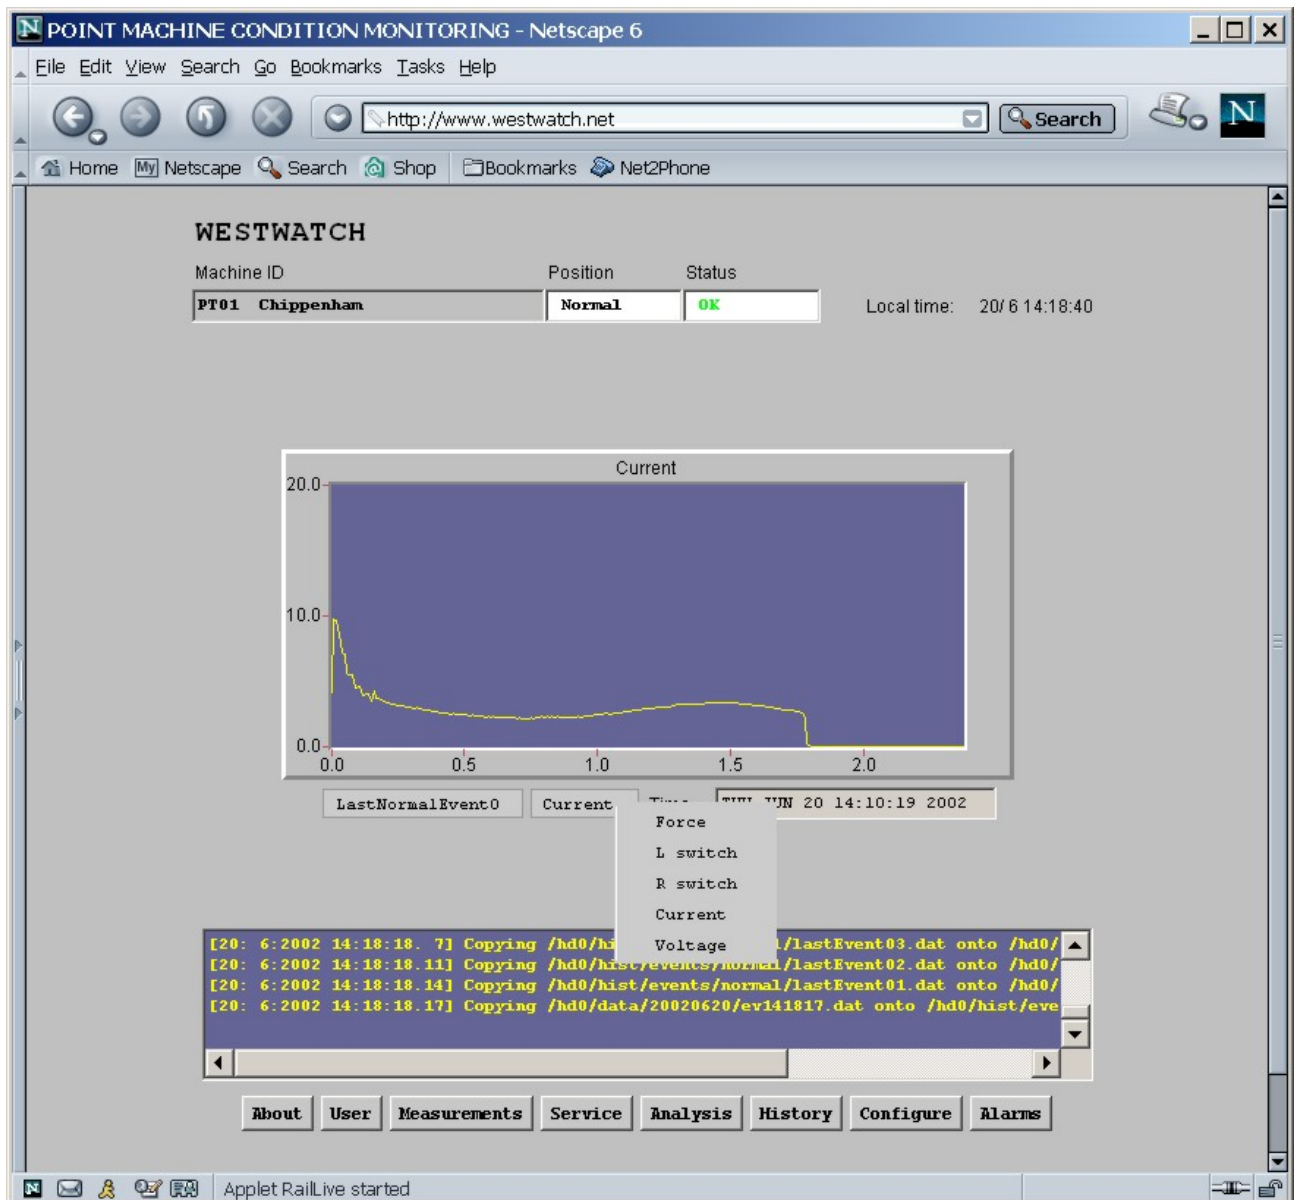 POINT MACHINE CONDITION MONITORING - Netscape 6
File Edit View Search Go Bookmarks Tasks Help
http://www.westwatch.net
Search
N
Home My Netscape Search Shop Bookmarks Net2Phone
WESTWATCH
Machine ID Position Status
PT01 Chippenham Normal OK Local time: 20/ 6 14:18:40
Current
20.0
10.0
0.0
0.0 0.5 1.0 1.5 2.0
LastNormalEvent0 Current Time THU JUN 20 14:10:19 2002
Force
L switch
R switch
Current
Voltage
[20: 6:2002 14:18:18. 7] Copying /hd0/hi l/lastEvent03.dat onto /hd0/
[20: 6:2002 14:18:18.11] Copying /hd0/hist/events/normal/lastEvent02.dat onto /hd0/
[20: 6:2002 14:18:18.14] Copying /hd0/hist/events/normal/lastEvent01.dat onto /hd0/
[20: 6:2002 14:18:18.17] Copying /hd0/data/20020620/ev141817.dat onto /hd0/hist/eve
About User Measurements Service Analysis History Configure Alarms
Applet RailLive started